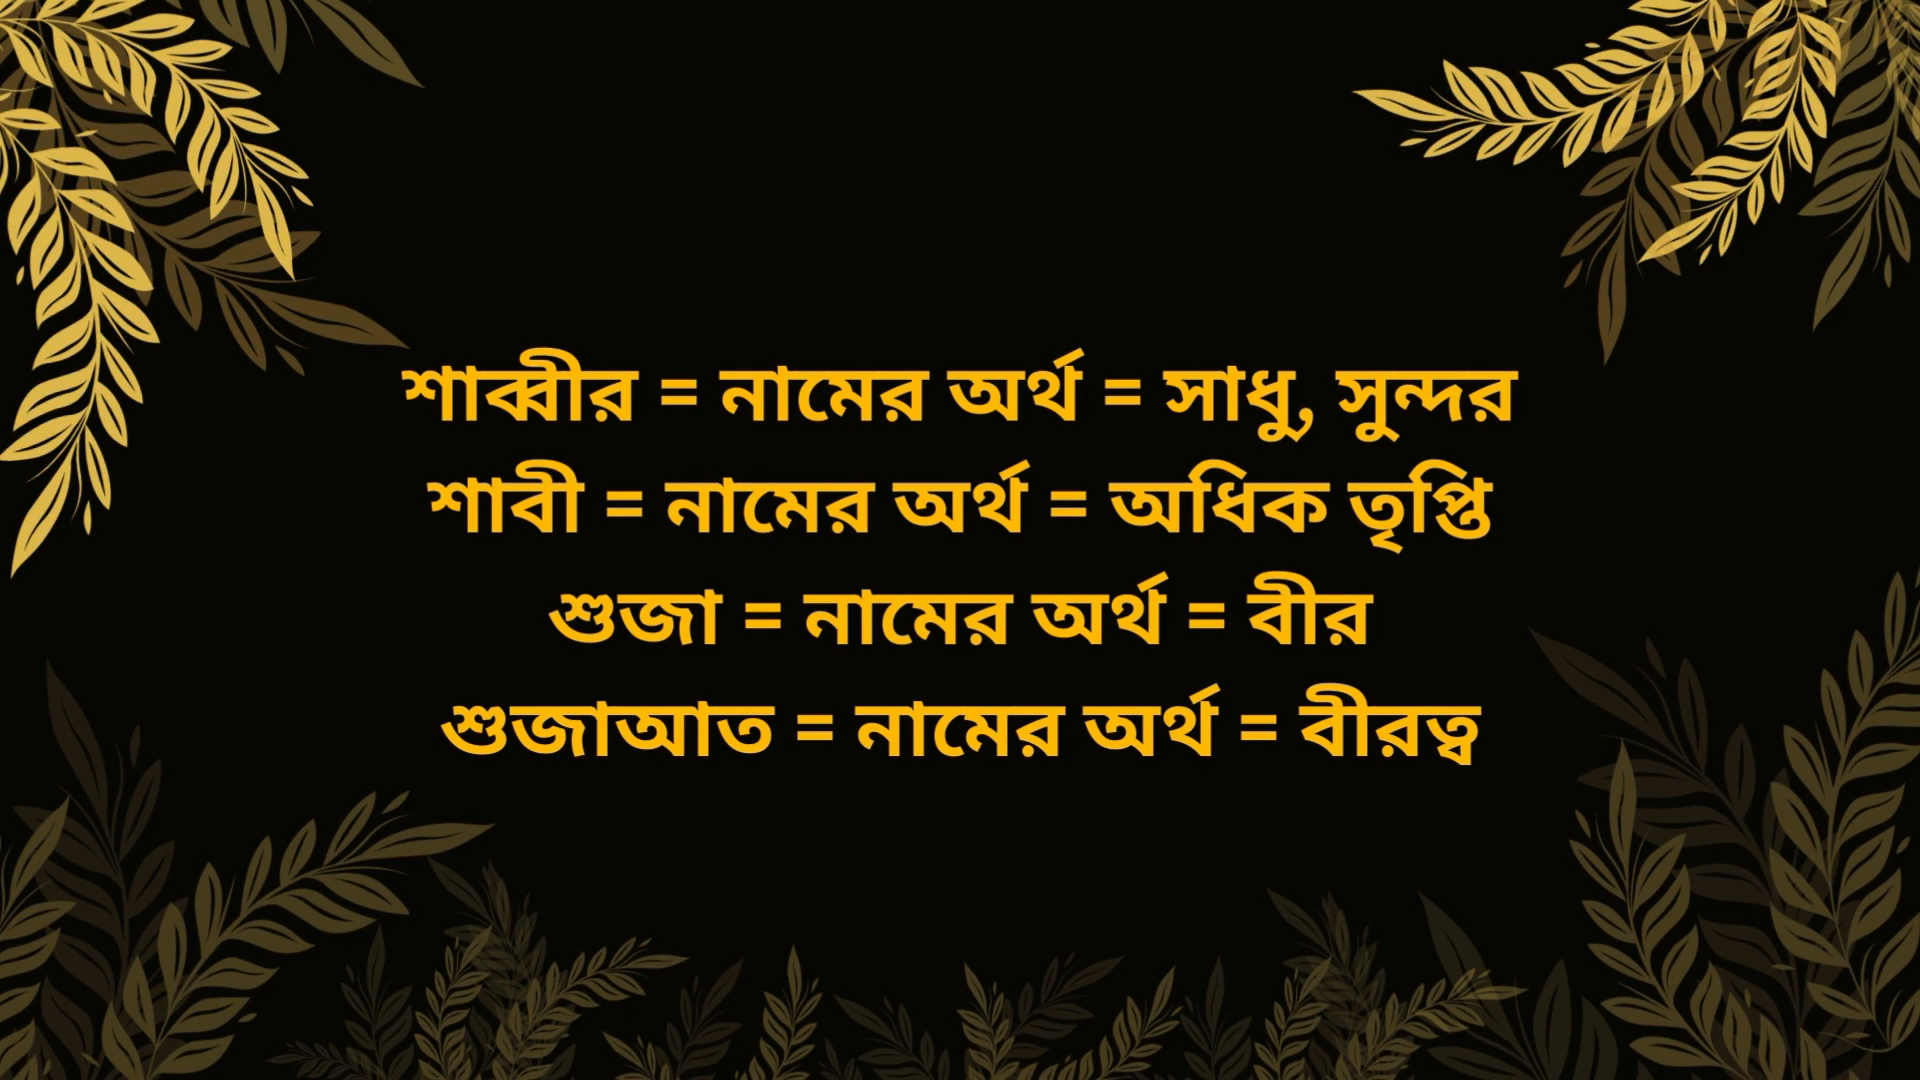 শাব্বীর = নামের অর্থ = সাধু, সুন্দর
শাবী = নামের অর্থ = অধিক তৃপ্তি
শুজা = নামের অর্থ = বীর
শুজাআত = নামের অর্থ = বীরত্ব